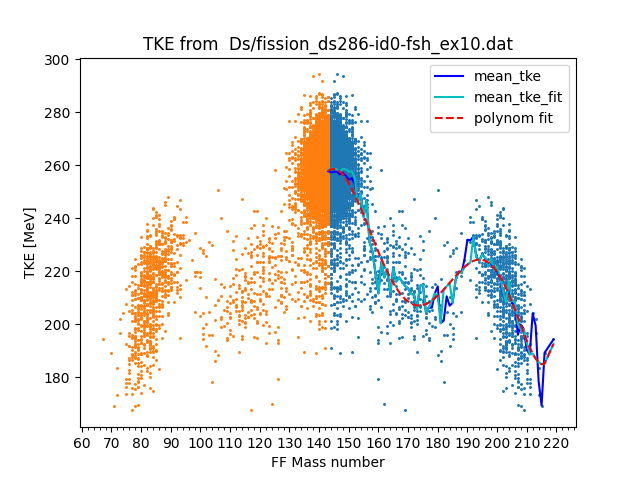 TKE from  Ds/fission_ds286-id0-fsh_ex10.dat
300
280
260
240
220
200
180
TKE [MeV]
mean_tke
mean_tke_fit
polynom fit
60 70 80 90 100 110 120 130 140 150 160 170 180 190 200 210 220
FF Mass number